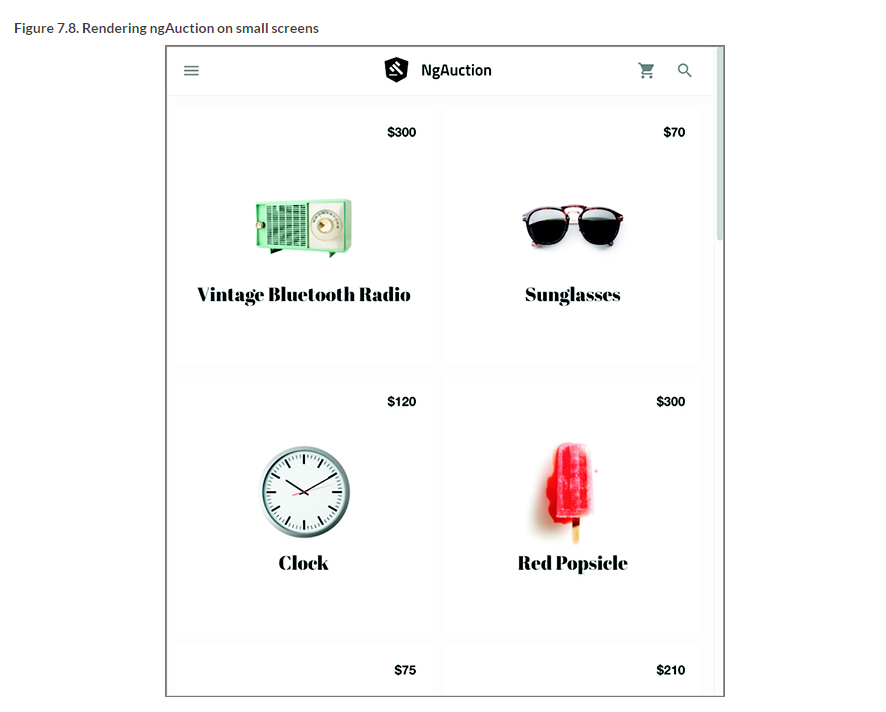 Figure 7.8. Rendering ngAuction on small screens
NgAuction
$300
$70
Vintage Bluetooth Radio
Sunglasses
$120
$300
Clock
Red Popsicle
$75
$210